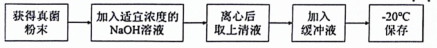 获得真菌
粉末
加入适宜浓度的
NaOH溶液
离心后
取上清液
加入
缓冲液
-20℃
保存